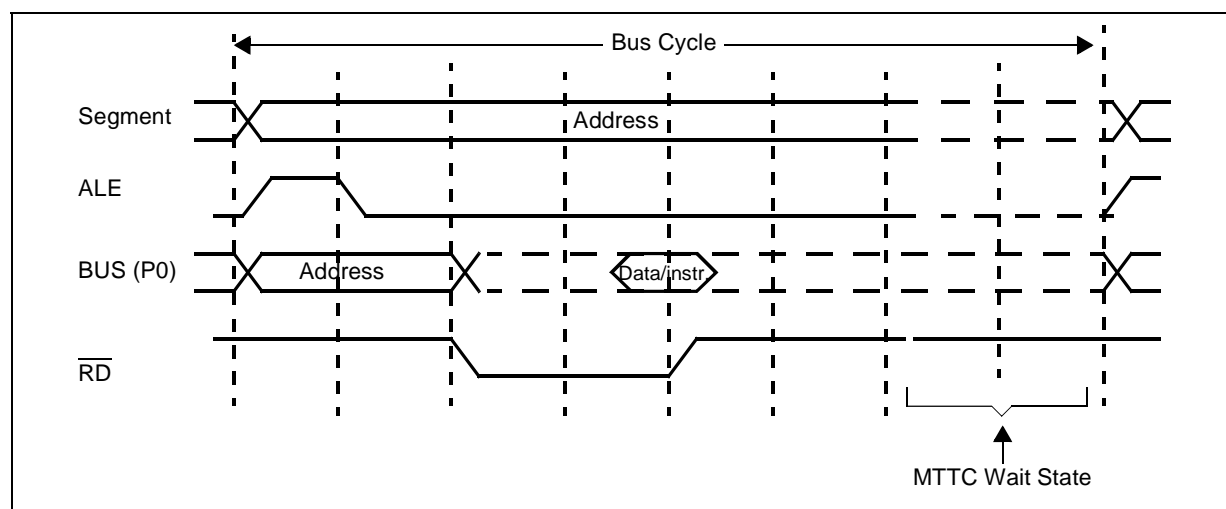 Bus Cycle
Segment
Address
ALE
BUS (P0)
Address
Data/instr.
RD
MTTC Wait State